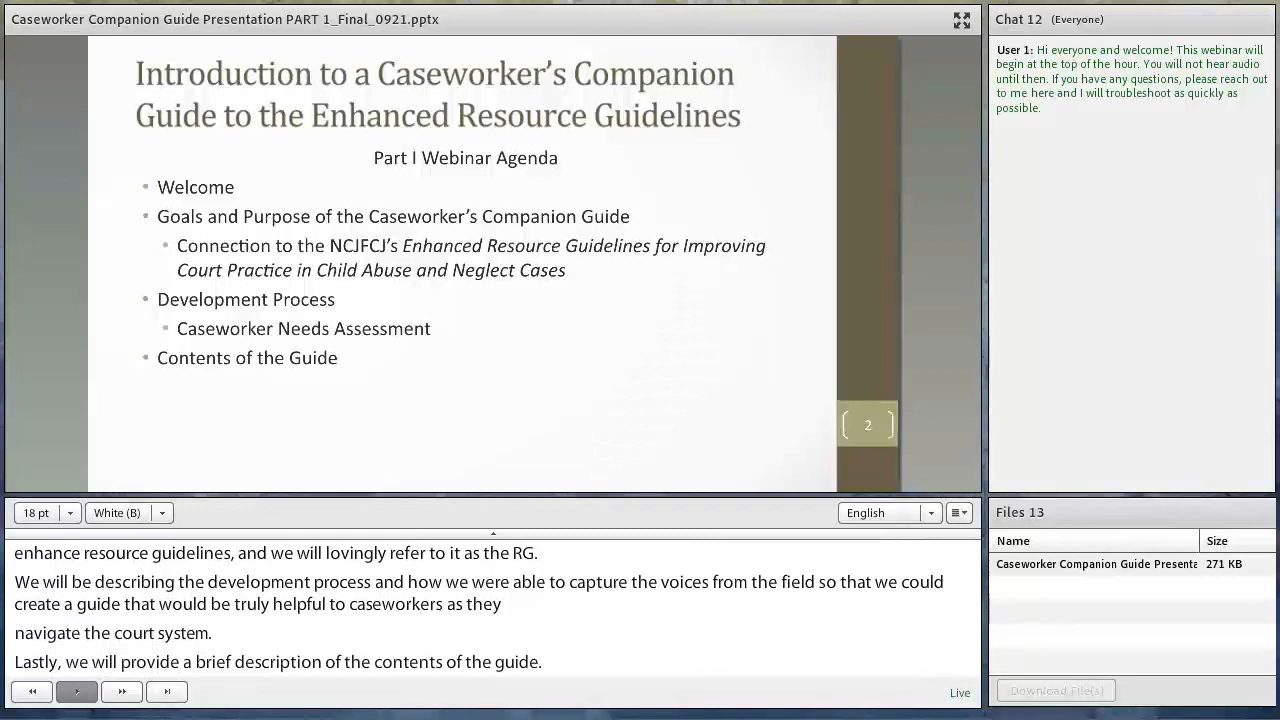 Caseworker Companion Guide Presentation PART 1_Final_0921.pptx
Introduction to a Caseworker's Companion
Guide to the Enhanced Resource Guidelines
Part I Webinar Agenda
• Welcome
• Goals and Purpose of the Caseworker's Companion Guide
• Connection to the NCJFCJ's Enhanced Resource Guidelines for Improving
Court Practice in Child Abuse and Neglect Cases
• Development Process
• Caseworker Needs Assessment
• Contents of the Guide
2
18 pt
White (B)
English
enhance resource guidelines, and we will lovingly refer to it as the RG.
We will be describing the development process and how we were able to capture the voices from the field so that we could
create a guide that would be truly helpful to caseworkers as they
navigate the court system.
Lastly, we will provide a brief description of the contents of the guide.
Live
Chat 12 (Everyone)
User 1: Hi everyone and welcome! This webinar will
begin at the top of the hour. You will not hear audio
until then. If you have any questions, please reach out
to me here and I will troubleshoot as quickly as
possible.
Files 13
Name Size
Caseworker Companion Guide Presenta 271 KB
Download File(s)